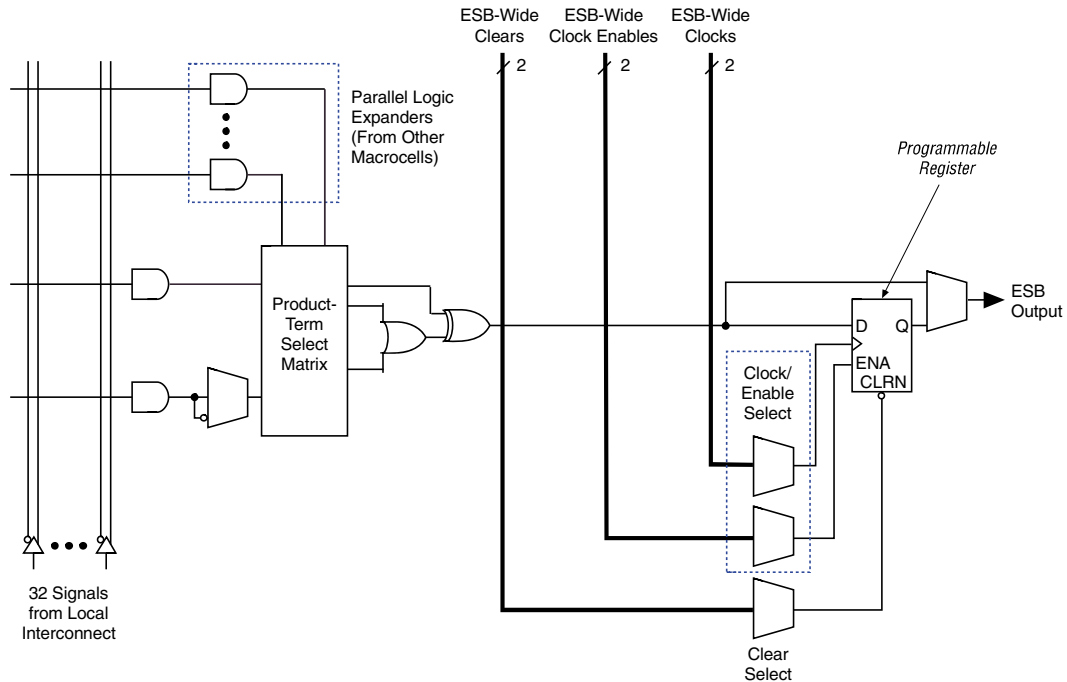 ESB-Wide
Clears
ESB-Wide
Clock Enables
ESB-Wide
Clocks
2
2
2
Parallel Logic
Expanders
(From Other
Macrocells)
Programmable
Register
Product-
Term
Select
Matrix
D
Q
ENA
CLRN
ESB
Output
Clock/
Enable
Select
32 Signals
from Local
Interconnect
Clear
Select